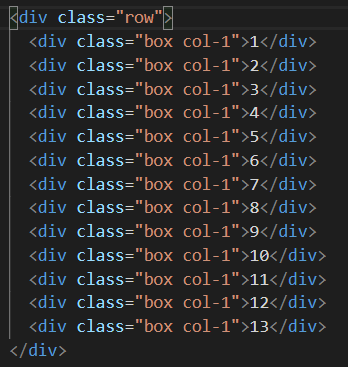 <div class="row">
<div class="box col-1">1</div>
<div class="box col-1">2</div>
<div class="box col-1">3</div>
<div class="box col-1">4</div>
<div class="box col-1">5</div>
<div class="box col-1">6</div>
<div class="box col-1">7</div>
<div class="box col-1">8</div>
<div class="box col-1">9</div>
<div class="box col-1">10</div>
<div class="box col-1">11</div>
<div class="box col-1">12</div>
<div class="box col-1">13</div>
</div>